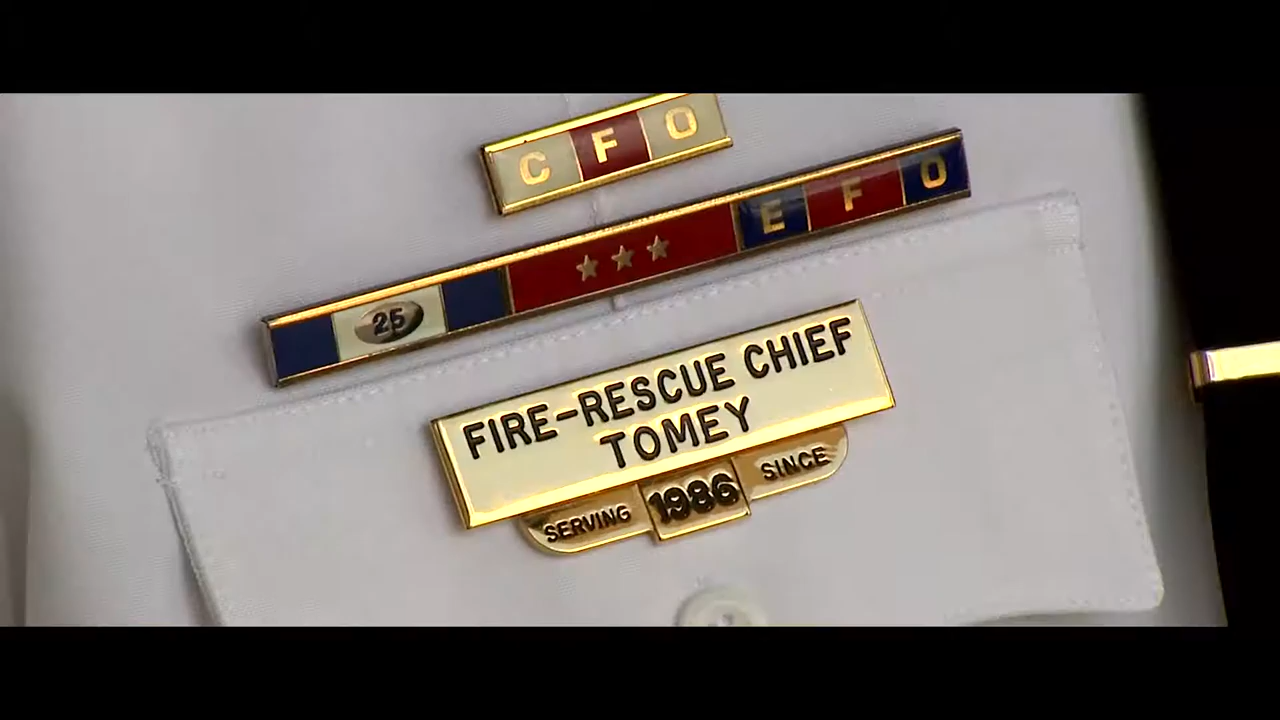 CFO
25 EFO
FIRE-RESCUE CHIEF
TOMEY
SERVING 1986 SINCE